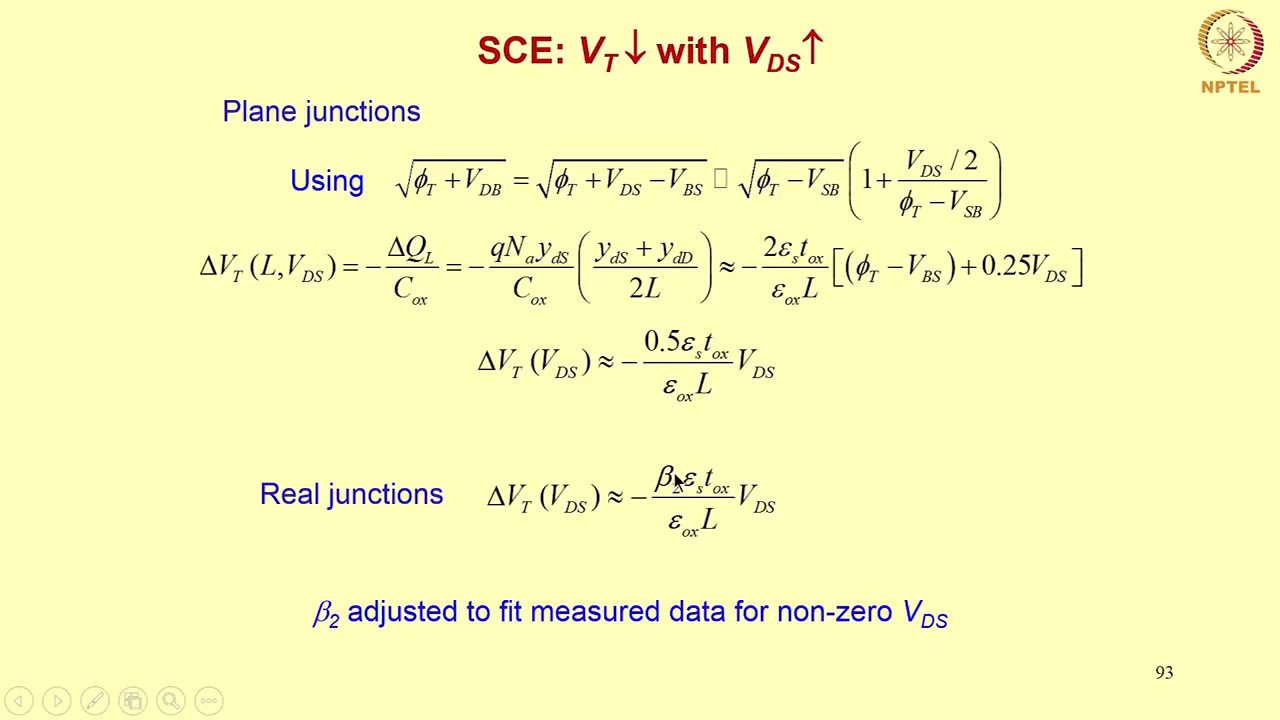 SCE: V_T ↓ with V_DS ↑
NPTEL
Plane junctions
Using √(ϕ_T + V_DB) = √(ϕ_T + V_DS − V_BS) □ √(ϕ_T − V_SB) (1 + (V_DS / 2)/(ϕ_T − V_SB))
ΔV_T (L, V_DS) = − ΔQ_L/C_ox = − (qN_a y_dS/C_ox) ((y_dS + y_dD)/2L) ≈ − (2ε_s t_ox/ε_ox L) [(ϕ_T − V_BS) + 0.25V_DS]
ΔV_T (V_DS) ≈ − (0.5ε_s t_ox/ε_ox L) V_DS
Real junctions ΔV_T (V_DS) ≈ − (β_2 ε_s t_ox/ε_ox L) V_DS
β_2 adjusted to fit measured data for non-zero V_DS
93